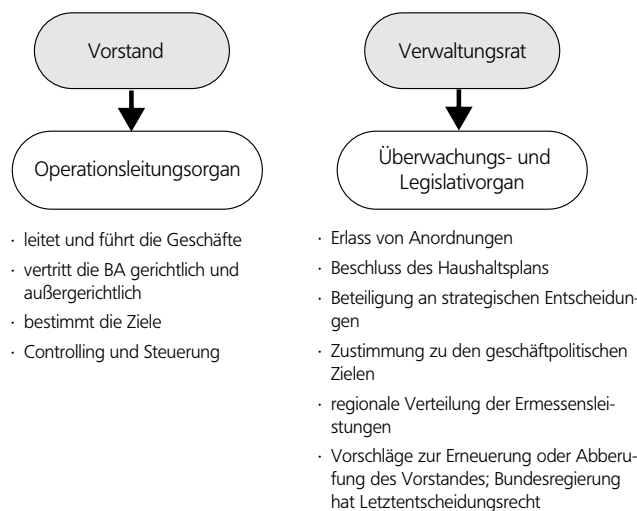 Vorstand
Operationsleitungsorgan
· leitet und führt die Geschäfte
· vertritt die BA gerichtlich und
außergerichtlich
· bestimmt die Ziele
· Controlling und Steuerung
Verwaltungsrat
Überwachungs- und
Legislativorgan
· Erlass von Anordnungen
· Beschluss des Haushaltsplans
· Beteiligung an strategischen Entscheidun-
gen
· Zustimmung zu den geschäftpolitischen
Zielen
· regionale Verteilung der Ermessenslei-
stungen
· Vorschläge zur Erneuerung oder Abberu-
fung des Vorstandes; Bundesregierung
hat Letztentscheidungsrecht